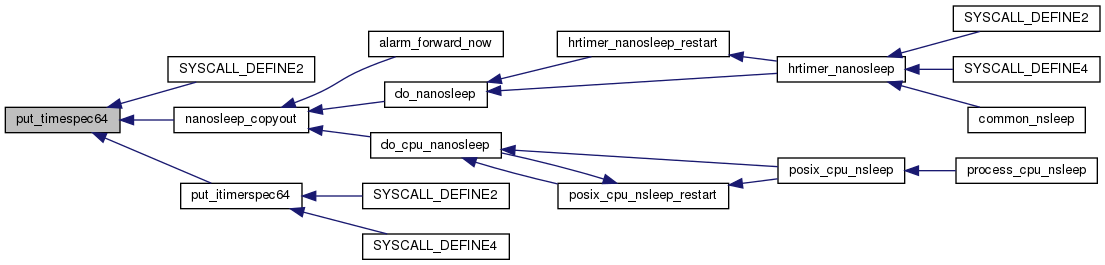 put_timespec64
SYSCALL_DEFINE2
nanosleep_copyout
put_itimerspec64
alarm_forward_now
do_nanosleep
do_cpu_nanosleep
SYSCALL_DEFINE2
SYSCALL_DEFINE4
hrtimer_nanosleep_restart
posix_cpu_nsleep_restart
hrtimer_nanosleep
posix_cpu_nsleep
SYSCALL_DEFINE2
SYSCALL_DEFINE4
common_nsleep
process_cpu_nsleep